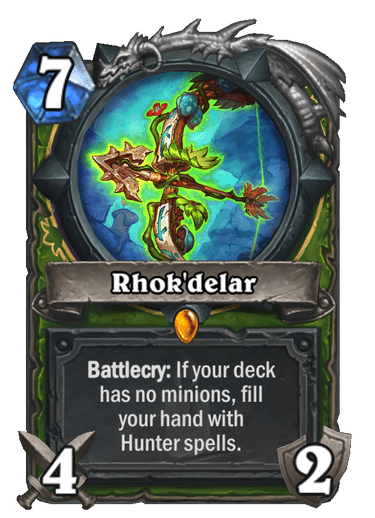 7
Rhok'delar
Battlecry: If your deck
has no minions, fill
your hand with
Hunter spells.
4
2